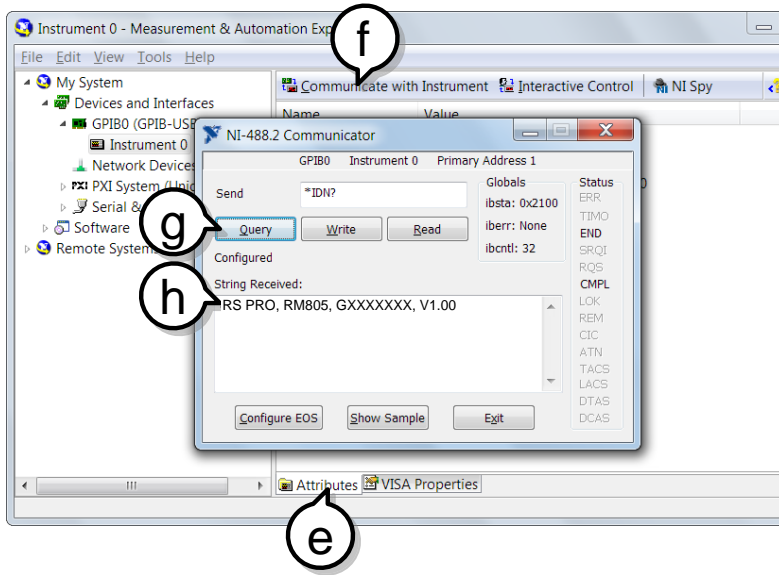 Instrument 0 - Measurement & Automation Exp
f
File Edit View Tools Help
My System
Devices and Interfaces
GPIB0 (GPIB-USB
Instrument 0
Network Devices
PXI PXI System
Serial &
Software
Remote Systems
Communicate with Instrument Interactive Control NI Spy
Name Value
NI-488.2 Communicator
GPIB0 Instrument 0 Primary Address 1
Send *IDN?
g
Query Write Read
Configured
String Received:
h
RS PRO, RM805, GXXXXXXX, V1.00
Globals
ibsta: 0x2100
iberr: None
ibcntl: 32
Status
ERR
TIMO
END
SRQI
RQS
CMPL
LOK
REM
CIC
ATN
TACS
LACS
DTAS
DCAS
Configure EOS Show Sample Exit
Attributes VISA Properties
e